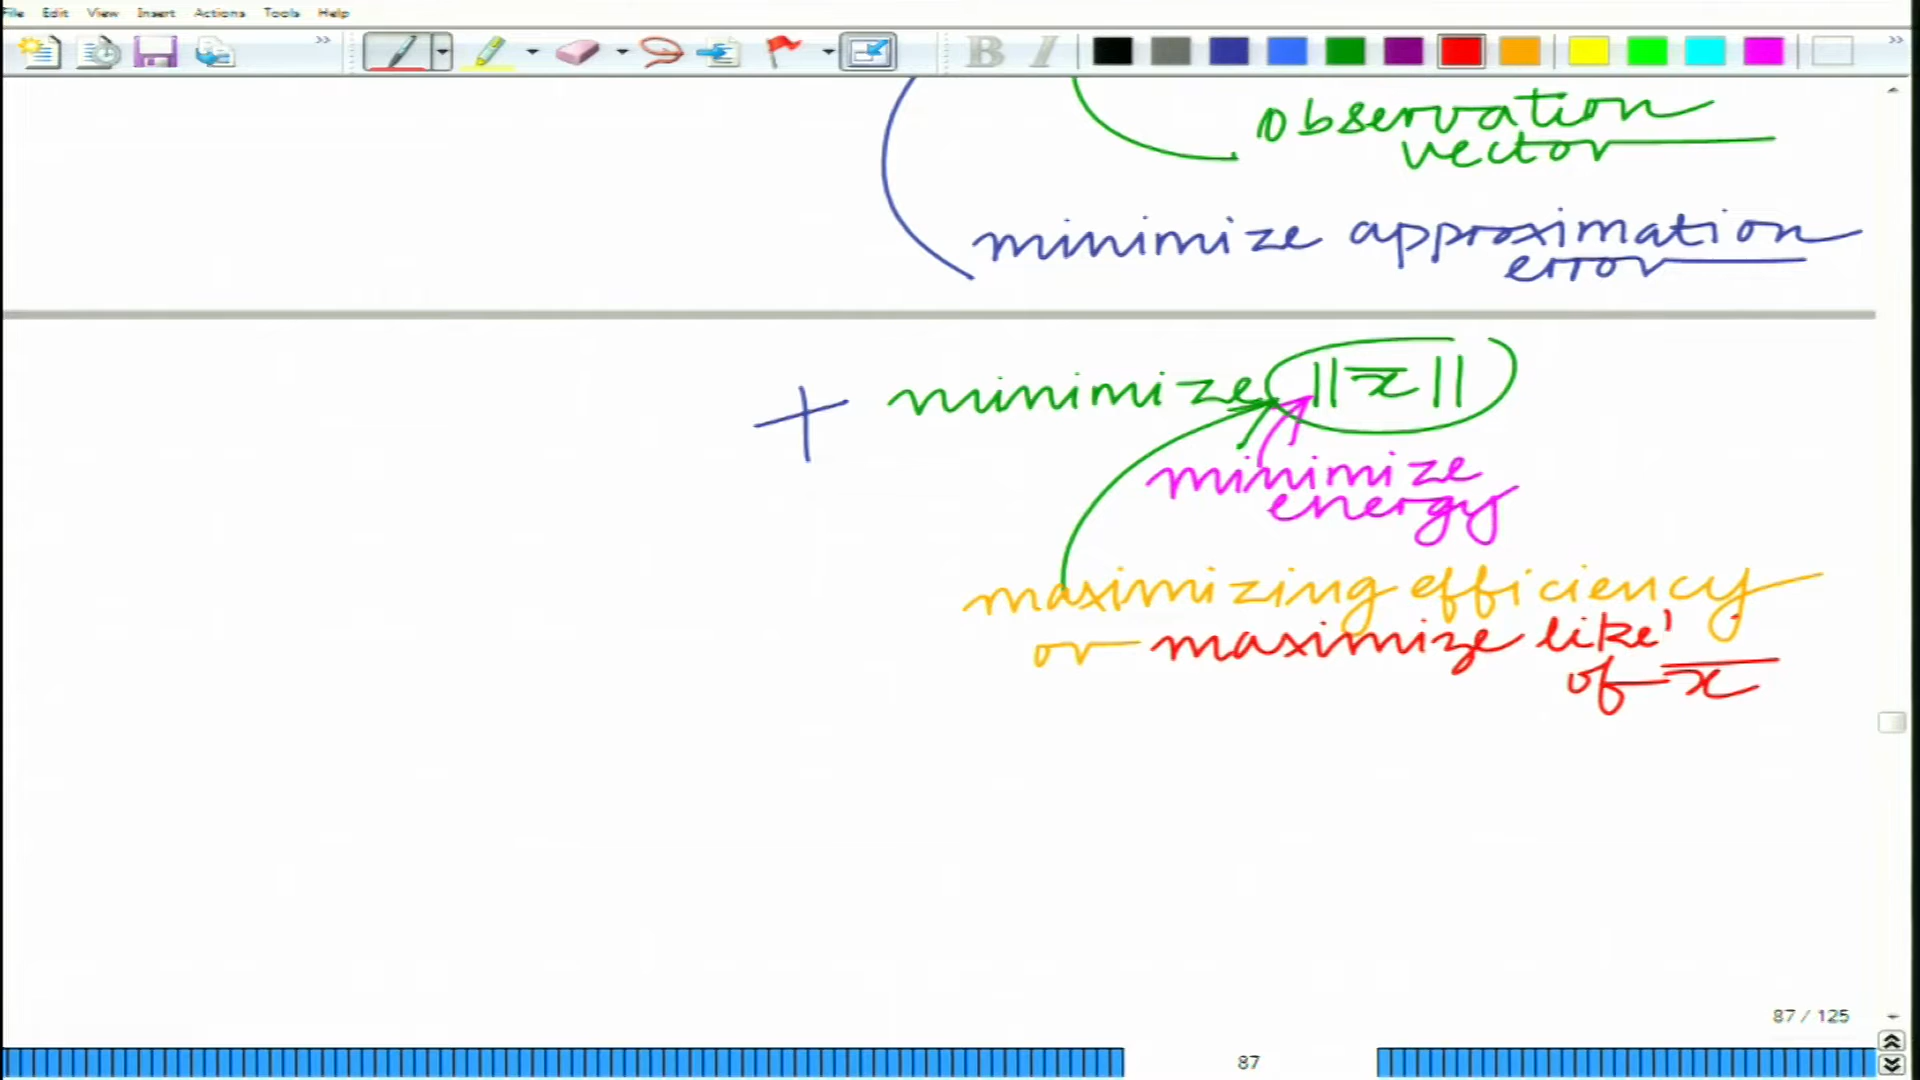 File Edit View Insert Actions Tools Help
B I
observation
vector
minimize approximation
error
+ minimize ||x̅||
minimize
energy
maximizing efficiency
or maximize like'
of x̅
87 / 125
87